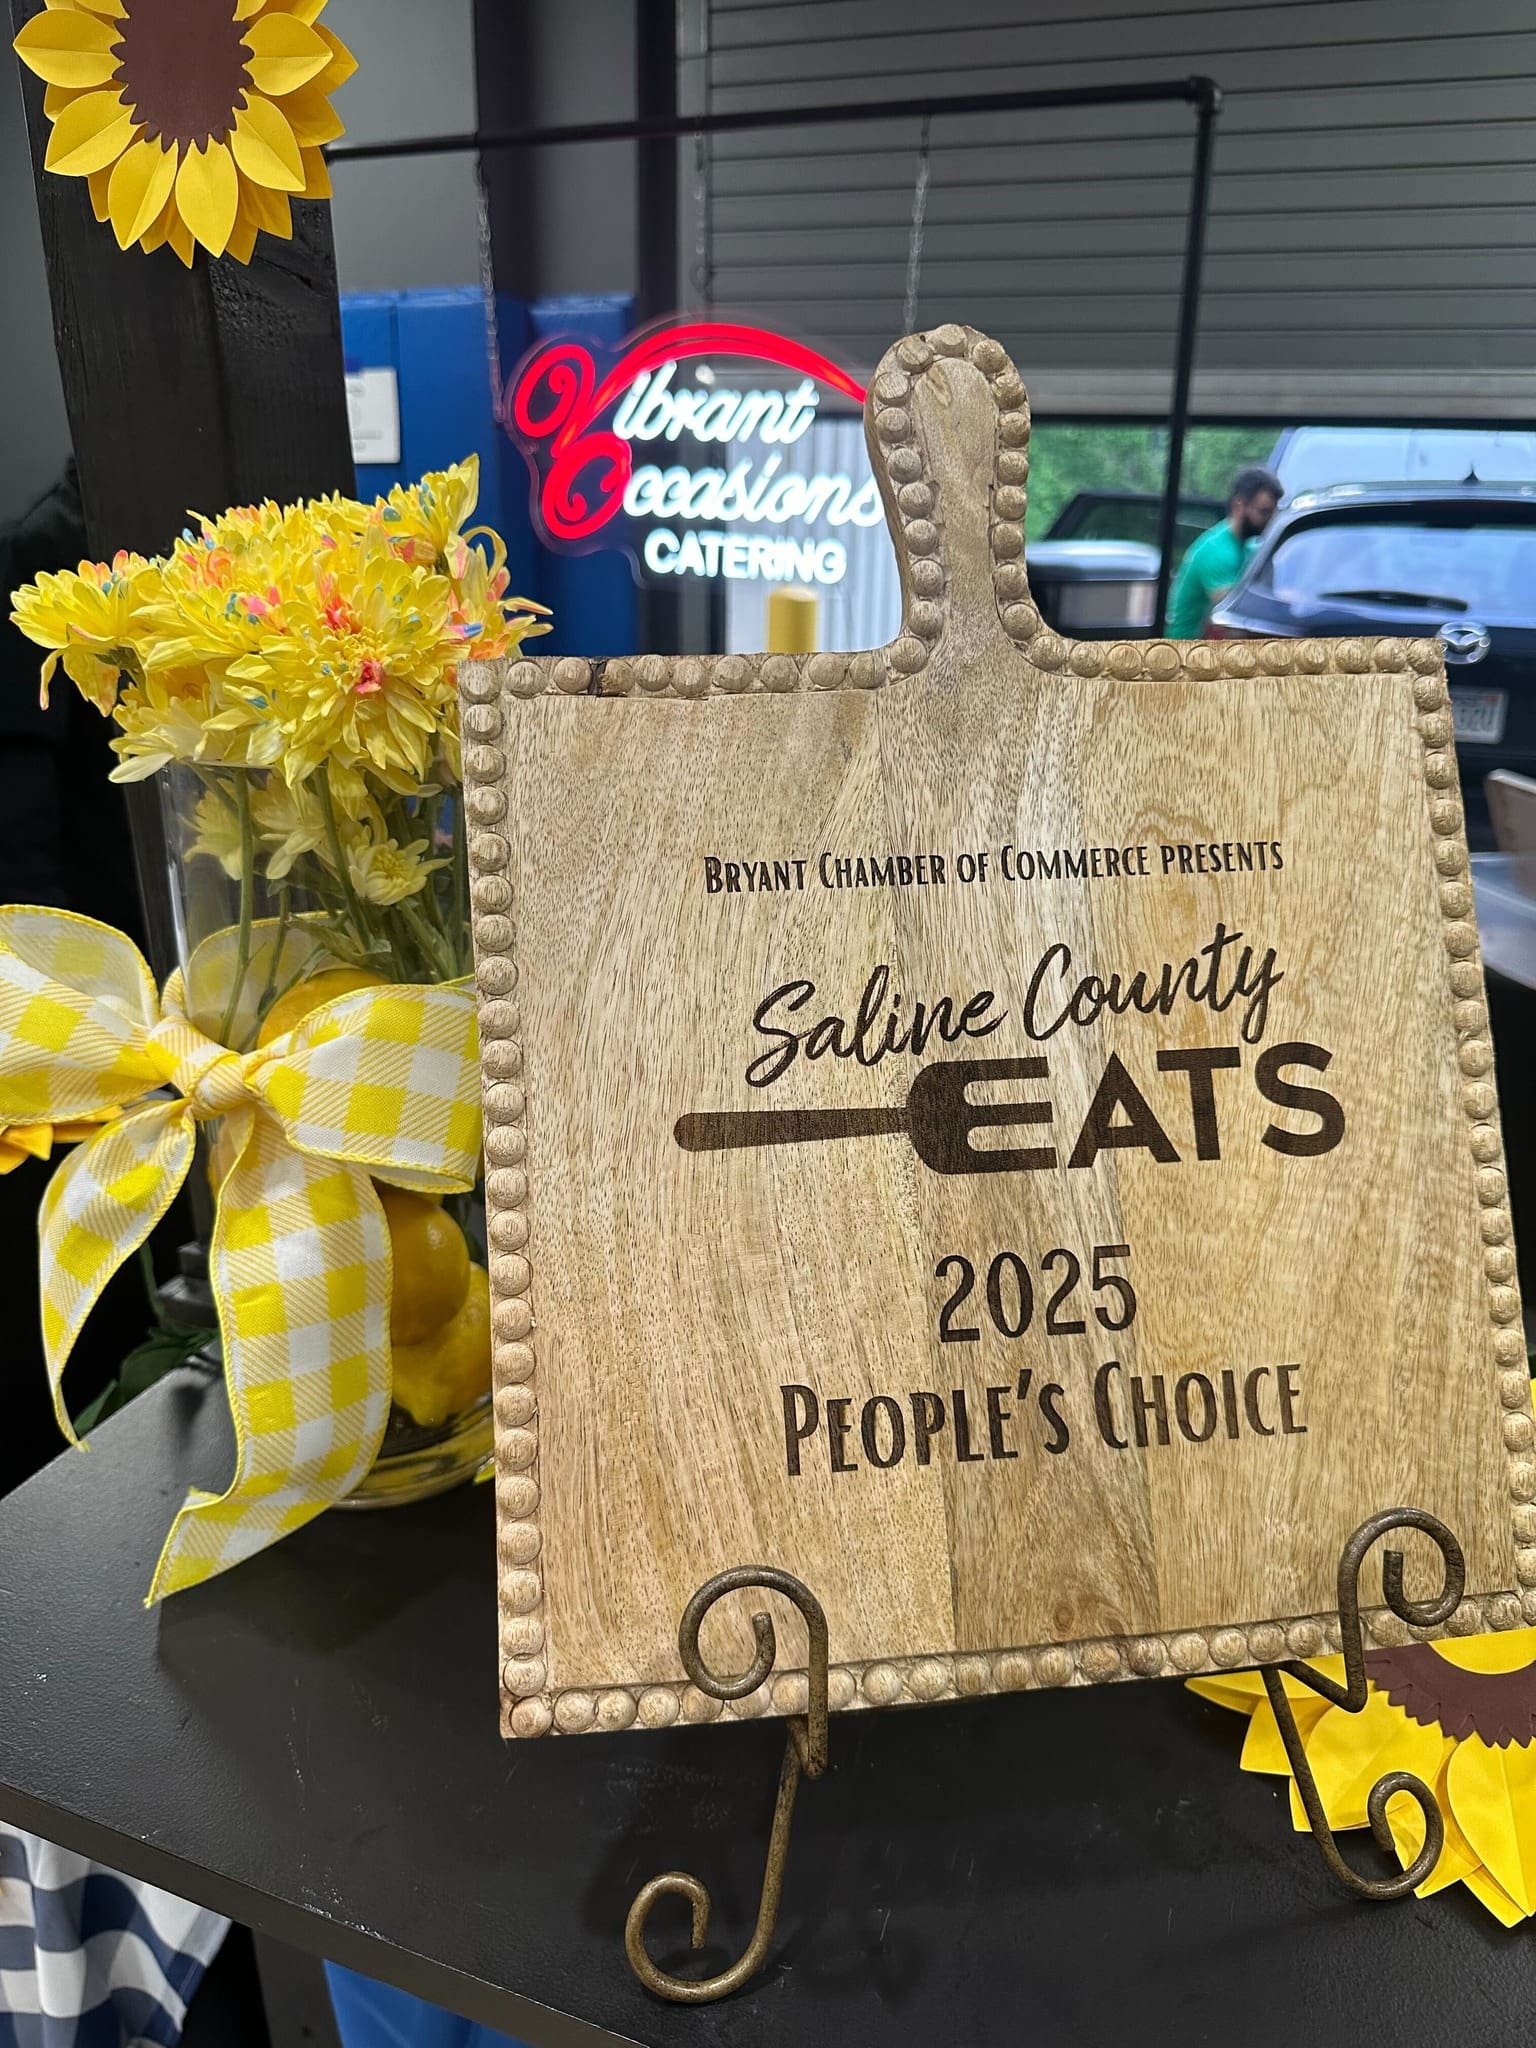 Vibrant
Occasions
CATERING
BRYANT CHAMBER OF COMMERCE PRESENTS
Saline County
EATS
2025
PEOPLE'S CHOICE